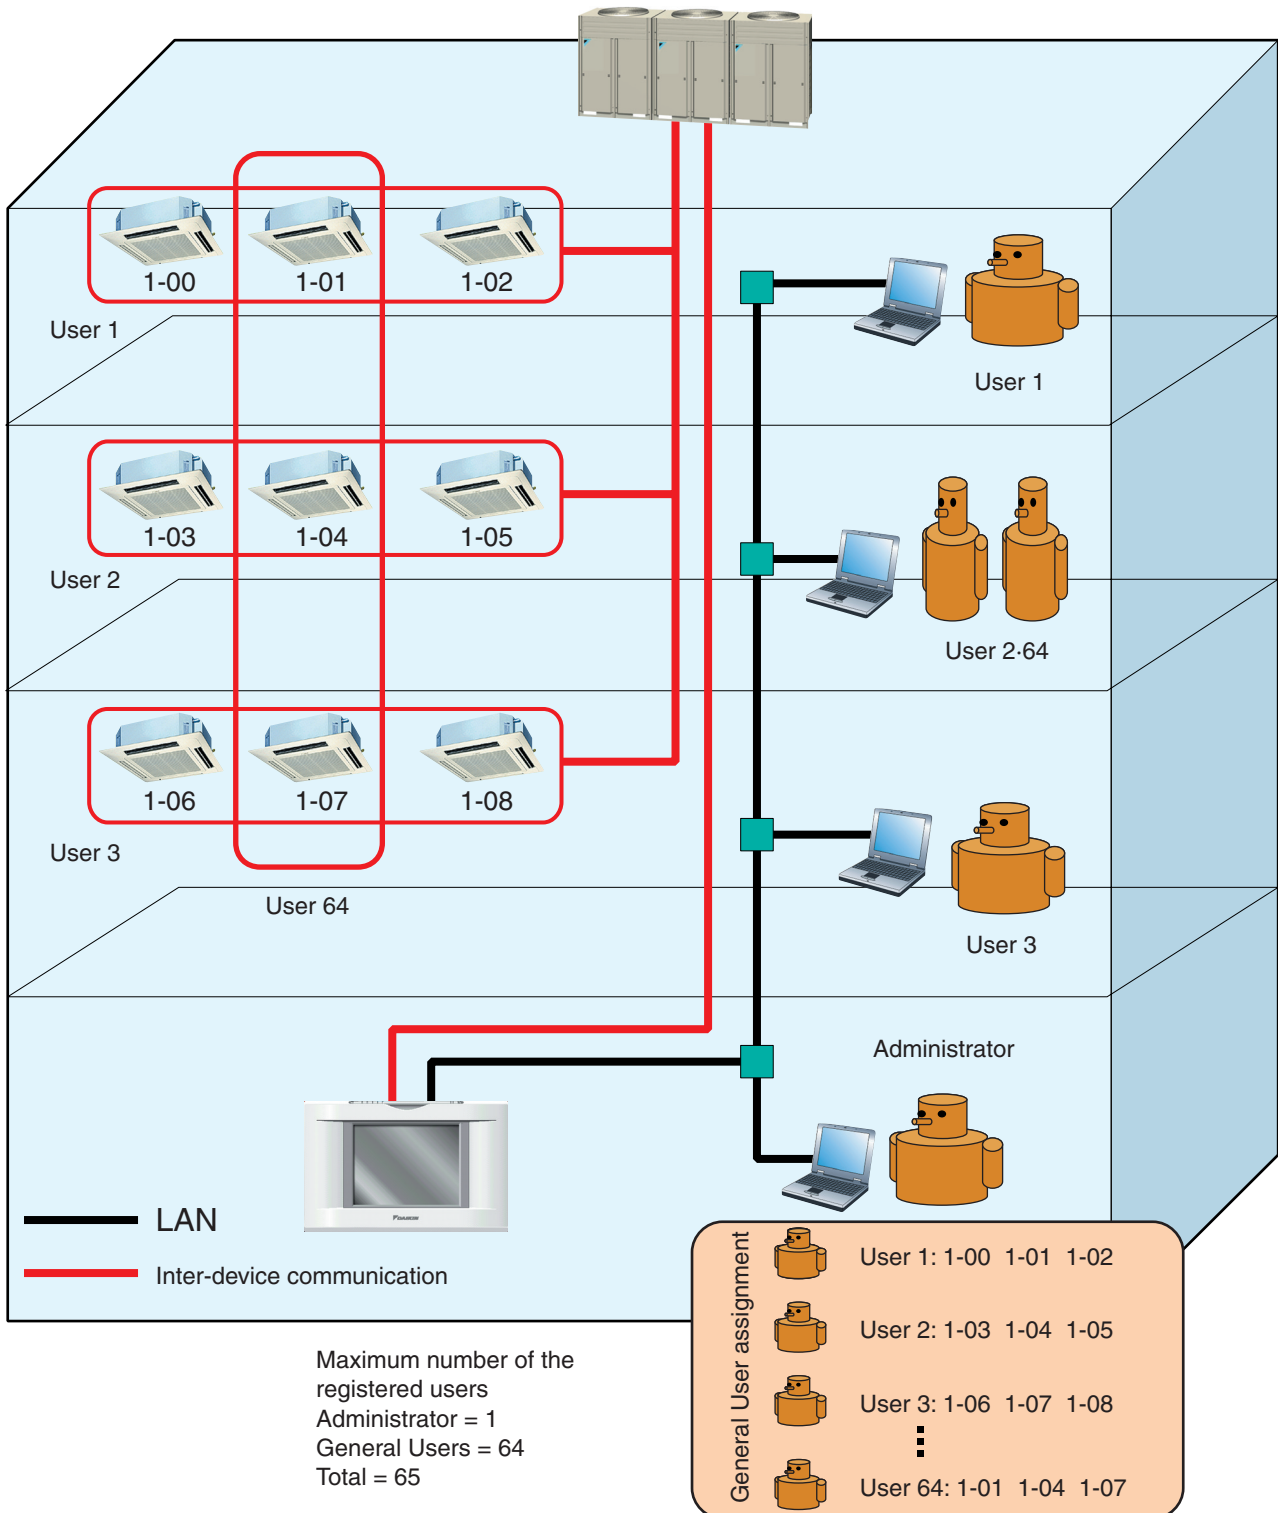 1-00 1-01 1-02
User 1
User 1
1-03 1-04 1-05
User 2
User 2·64
1-06 1-07 1-08
User 3
User 64
User 3
Administrator
DAIKIN
LAN
Inter-device communication
Maximum number of the
registered users
Administrator = 1
General Users = 64
Total = 65
General User assignment
User 1: 1-00 1-01 1-02
User 2: 1-03 1-04 1-05
User 3: 1-06 1-07 1-08
User 64: 1-01 1-04 1-07